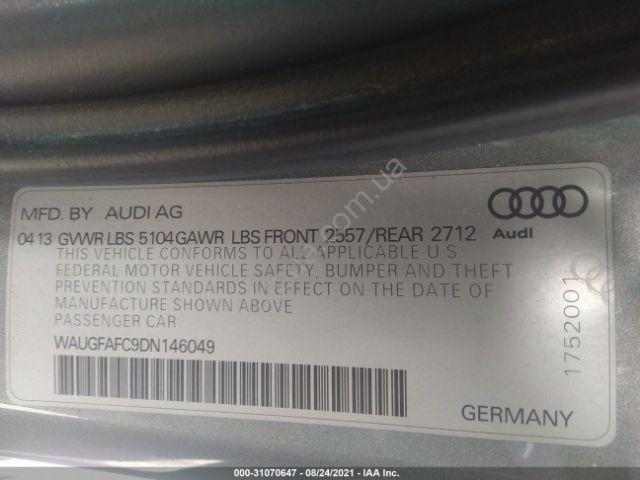 MFD. BY AUDI AG
Audi
04 13 GVWR LBS 5104 GAWR LBS FRONT 2557/REAR 2712
THIS VEHICLE CONFORMS TO ALL APPLICABLE U.S.
FEDERAL MOTOR VEHICLE SAFETY, BUMPER AND THEFT
PREVENTION STANDARDS IN EFFECT ON THE DATE OF
MANUFACTURE SHOWN ABOVE
PASSENGER CAR
WAUGFAFC9DN146049
1752001
GERMANY
000-31070647 - 08/24/2021 - IAA Inc.